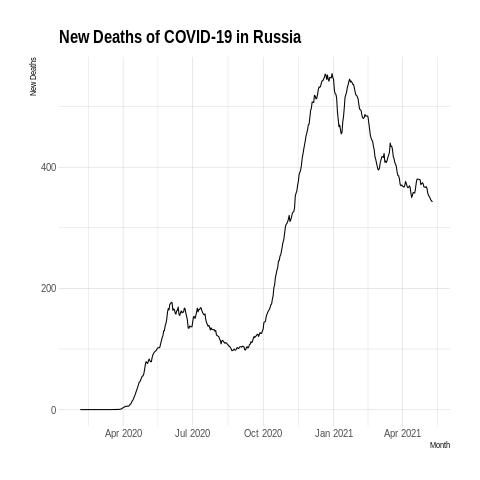 New Deaths of COVID-19 in Russia
New Deaths
400
200
0
Apr 2020 Jul 2020 Oct 2020 Jan 2021 Apr 2021
Month